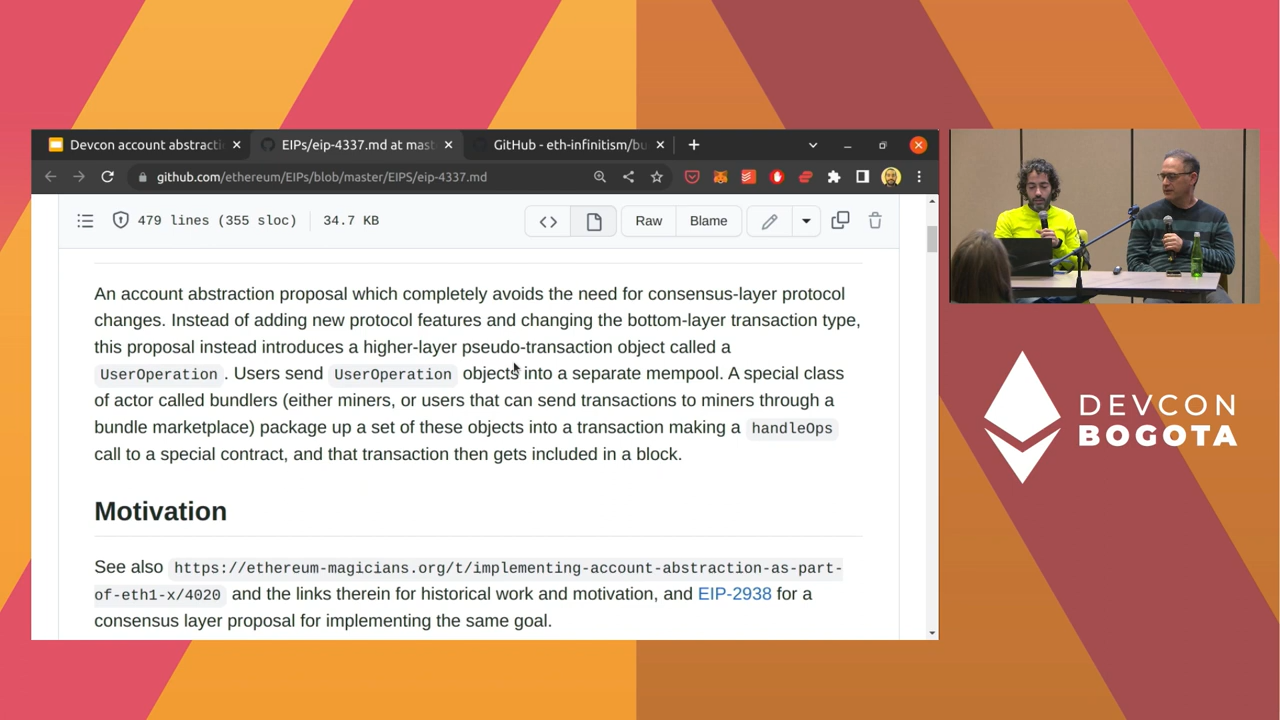 Devcon account abstracti
EIPs/eip-4337.md at mast
GitHub - eth-infinitism/bu
github.com/ethereum/EIPs/blob/master/EIPS/eip-4337.md
479 lines (355 sloc) 34.7 KB
Raw
Blame
An account abstraction proposal which completely avoids the need for consensus-layer protocol
changes. Instead of adding new protocol features and changing the bottom-layer transaction type,
this proposal instead introduces a higher-layer pseudo-transaction object called a
UserOperation . Users send UserOperation objects into a separate mempool. A special class
of actor called bundlers (either miners, or users that can send transactions to miners through a
bundle marketplace) package up a set of these objects into a transaction making a handleOps
call to a special contract, and that transaction then gets included in a block.
Motivation
See also https://ethereum-magicians.org/t/implementing-account-abstraction-as-part-
of-eth1-x/4020 and the links therein for historical work and motivation, and EIP-2938 for a
consensus layer proposal for implementing the same goal.
DEVCON
BOGOTA